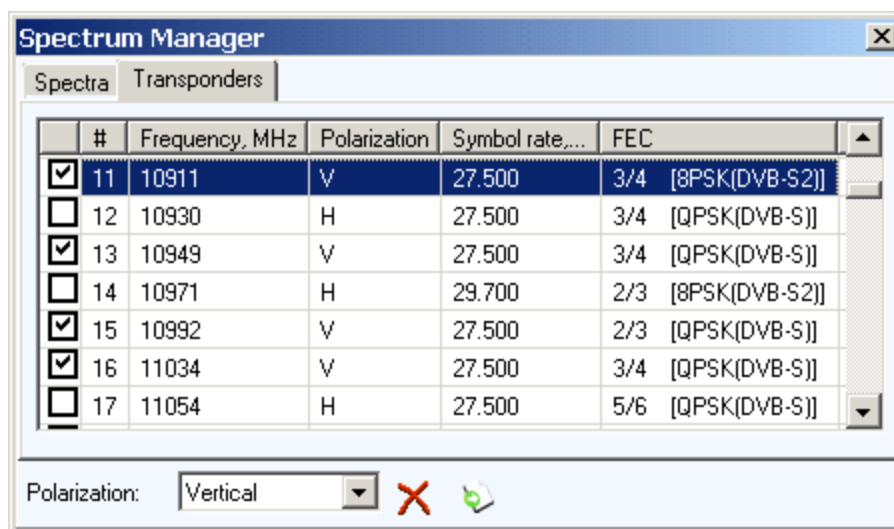 Spectrum Manager
Spectra Transponders
# Frequency, MHz Polarization Symbol rate,... FEC
11 10911 V 27.500 3/4 [8PSK(DVB-S2)]
12 10930 H 27.500 3/4 [QPSK(DVB-S)]
13 10949 V 27.500 3/4 [QPSK(DVB-S)]
14 10971 H 29.700 2/3 [8PSK(DVB-S2)]
15 10992 V 27.500 2/3 [QPSK(DVB-S)]
16 11034 V 27.500 3/4 [QPSK(DVB-S)]
17 11054 H 27.500 5/6 [QPSK(DVB-S)]
Polarization: Vertical